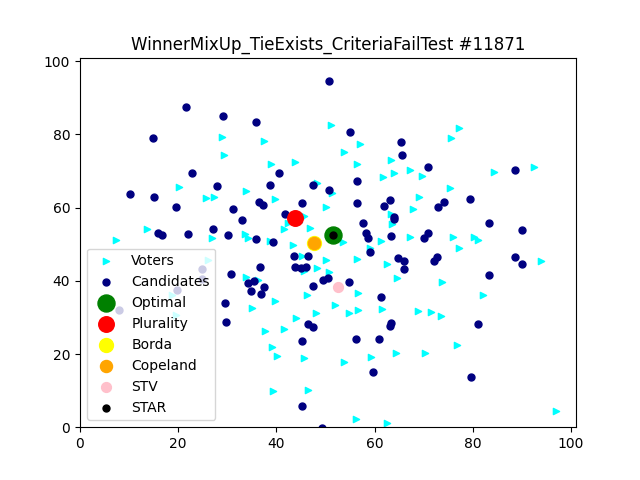 WinnerMixUp_TieExists_CriteriaFailTest #11871
100
80
60
40
20
0
0
20
40
60
80
100
Voters
Candidates
Optimal
Plurality
Borda
Copeland
STV
STAR